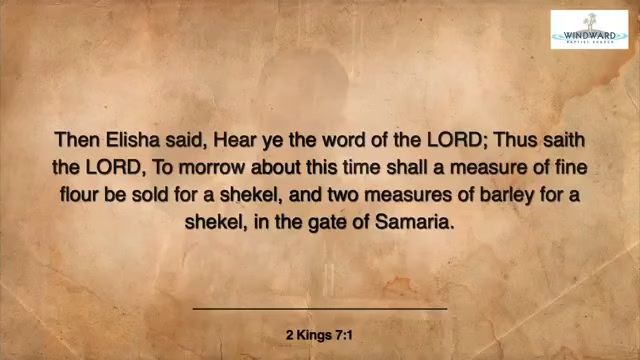 WINDWARD
BAPTIST CHURCH
Then Elisha said, Hear ye the word of the LORD; Thus saith
the LORD, To morrow about this time shall a measure of fine
flour be sold for a shekel, and two measures of barley for a
shekel, in the gate of Samaria.
2 Kings 7:1